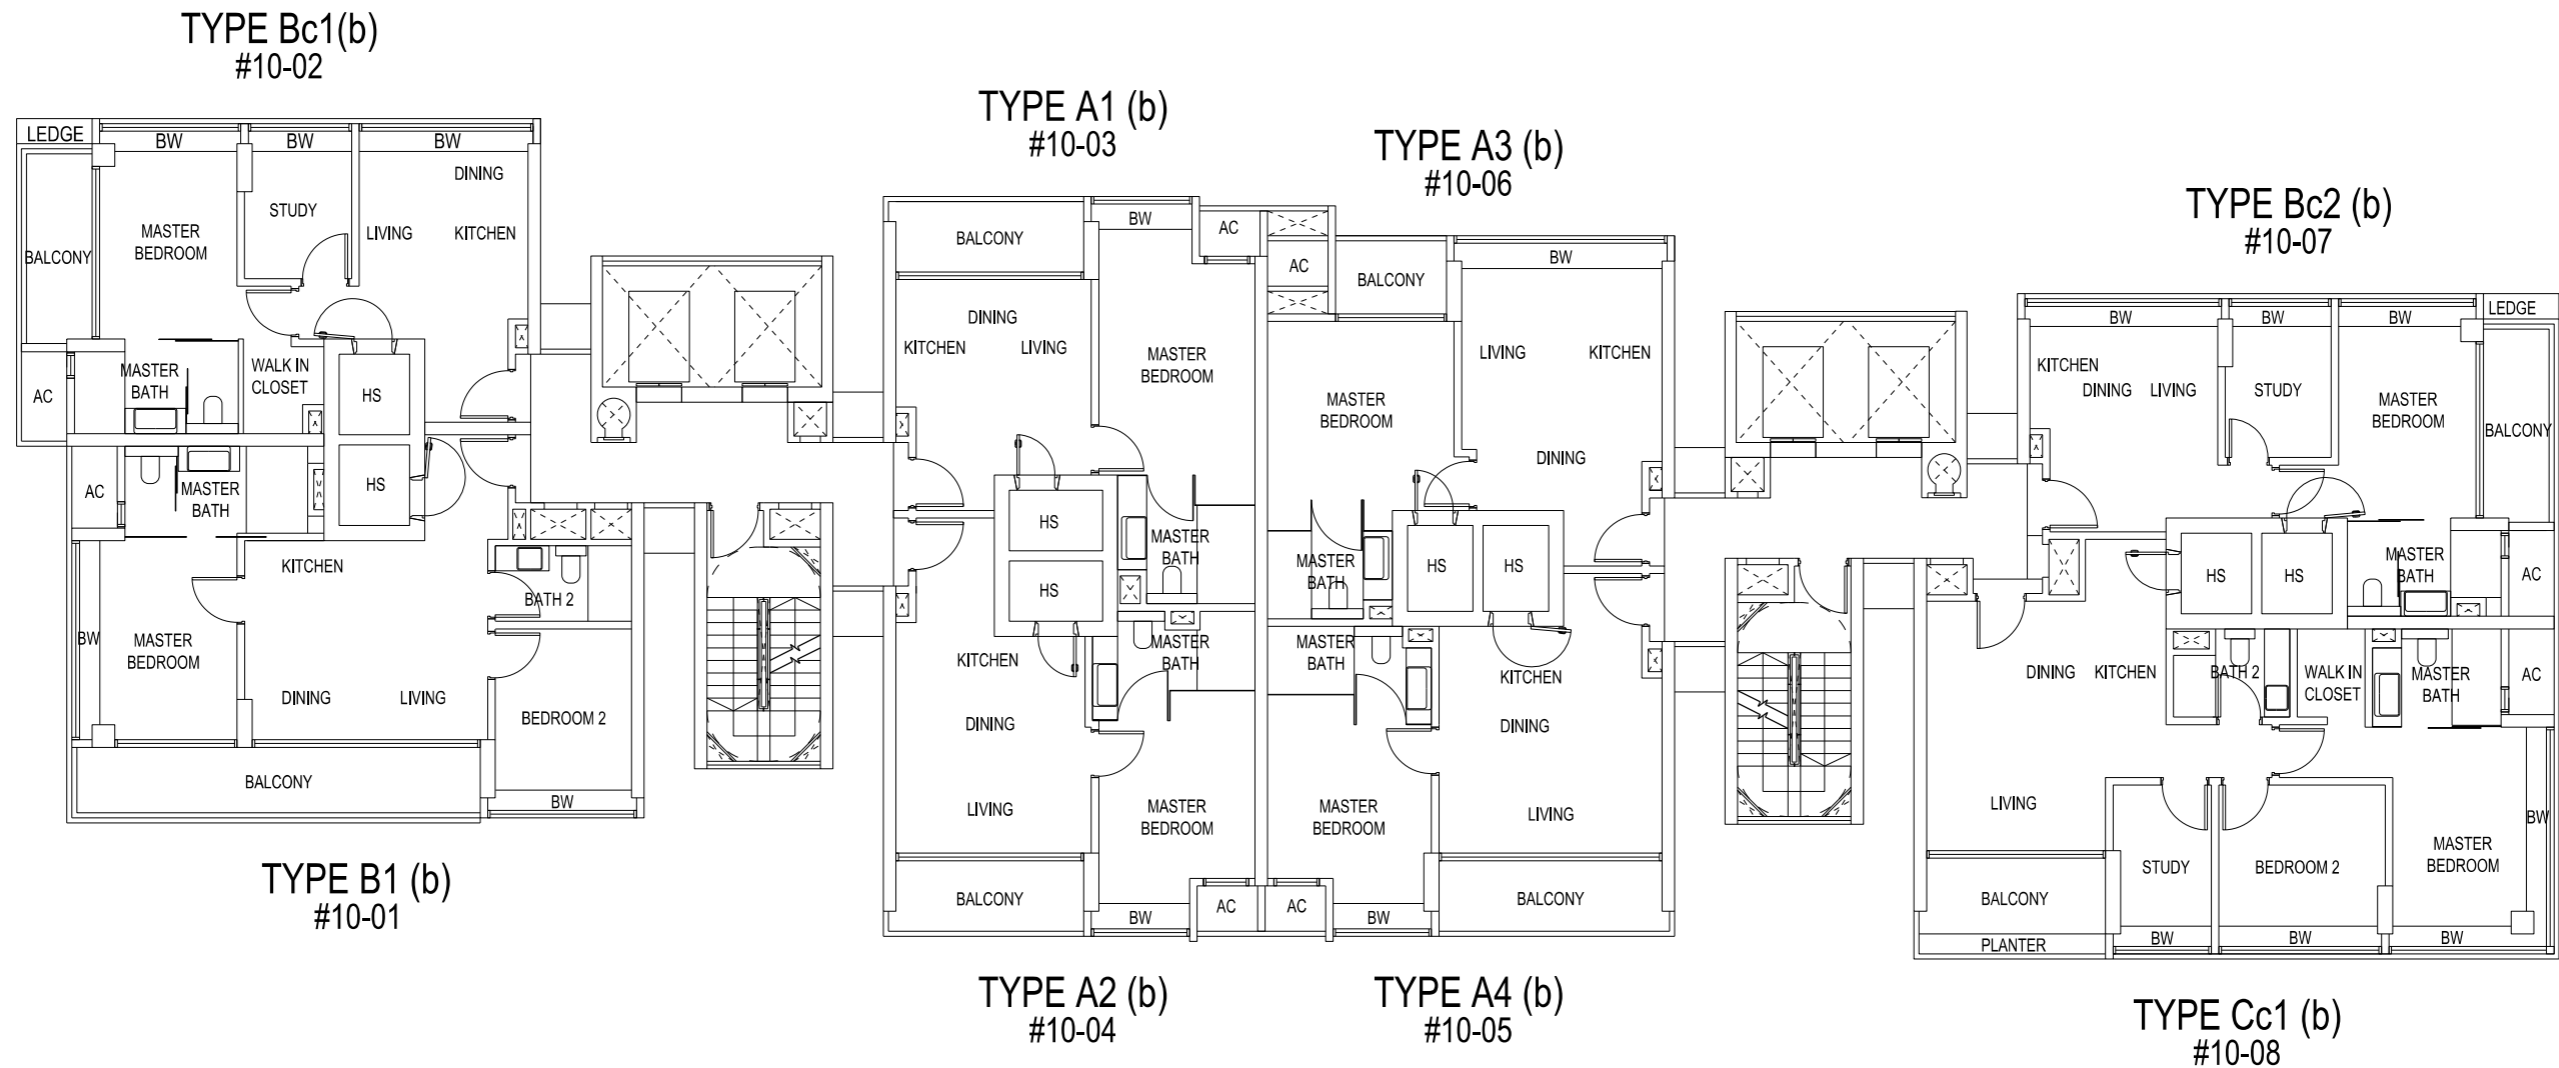 TYPE Bc1(b)
#10-02
LEDGE
BW
BW
BW
DINING
STUDY
MASTER
BEDROOM
LIVING
KITCHEN
BALCONY
MASTER
BATH
WALK IN
CLOSET
HS
AC
HS
AC
MASTER
BATH
KITCHEN
BATH 2
BW
MASTER
BEDROOM
DINING
LIVING
BEDROOM 2
BALCONY
BW
TYPE B1 (b)
#10-01
TYPE A1 (b)
#10-03
BALCONY
BW
AC
DINING
KITCHEN
LIVING
MASTER
BEDROOM
HS
MASTER
BATH
HS
MASTER
BATH
KITCHEN
DINING
LIVING
MASTER
BEDROOM
BALCONY
BW
AC
TYPE A2 (b)
#10-04
TYPE A3 (b)
#10-06
AC
BALCONY
BW
LIVING
KITCHEN
MASTER
BEDROOM
DINING
MASTER
BATH
HS
HS
MASTER
BATH
KITCHEN
DINING
MASTER
BEDROOM
LIVING
AC
BW
BALCONY
TYPE A4 (b)
#10-05
TYPE Bc2 (b)
#10-07
LEDGE
BW
BW
BW
KITCHEN
DINING
LIVING
STUDY
MASTER
BEDROOM
BALCONY
HS
HS
MASTER
BATH
AC
DINING
KITCHEN
BATH 2
WALK IN
CLOSET
MASTER
BATH
AC
LIVING
BW
STUDY
BEDROOM 2
MASTER
BEDROOM
BALCONY
PLANTER
BW
BW
BW
TYPE Cc1 (b)
#10-08